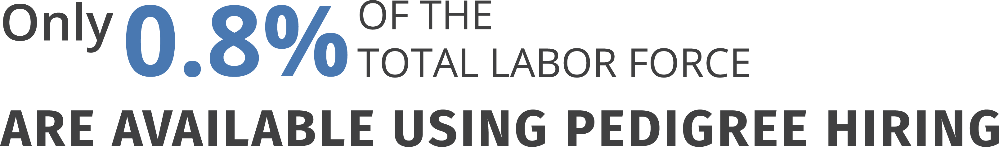 Only 0.8% OF THE
TOTAL LABOR FORCE
ARE AVAILABLE USING PEDIGREE HIRING